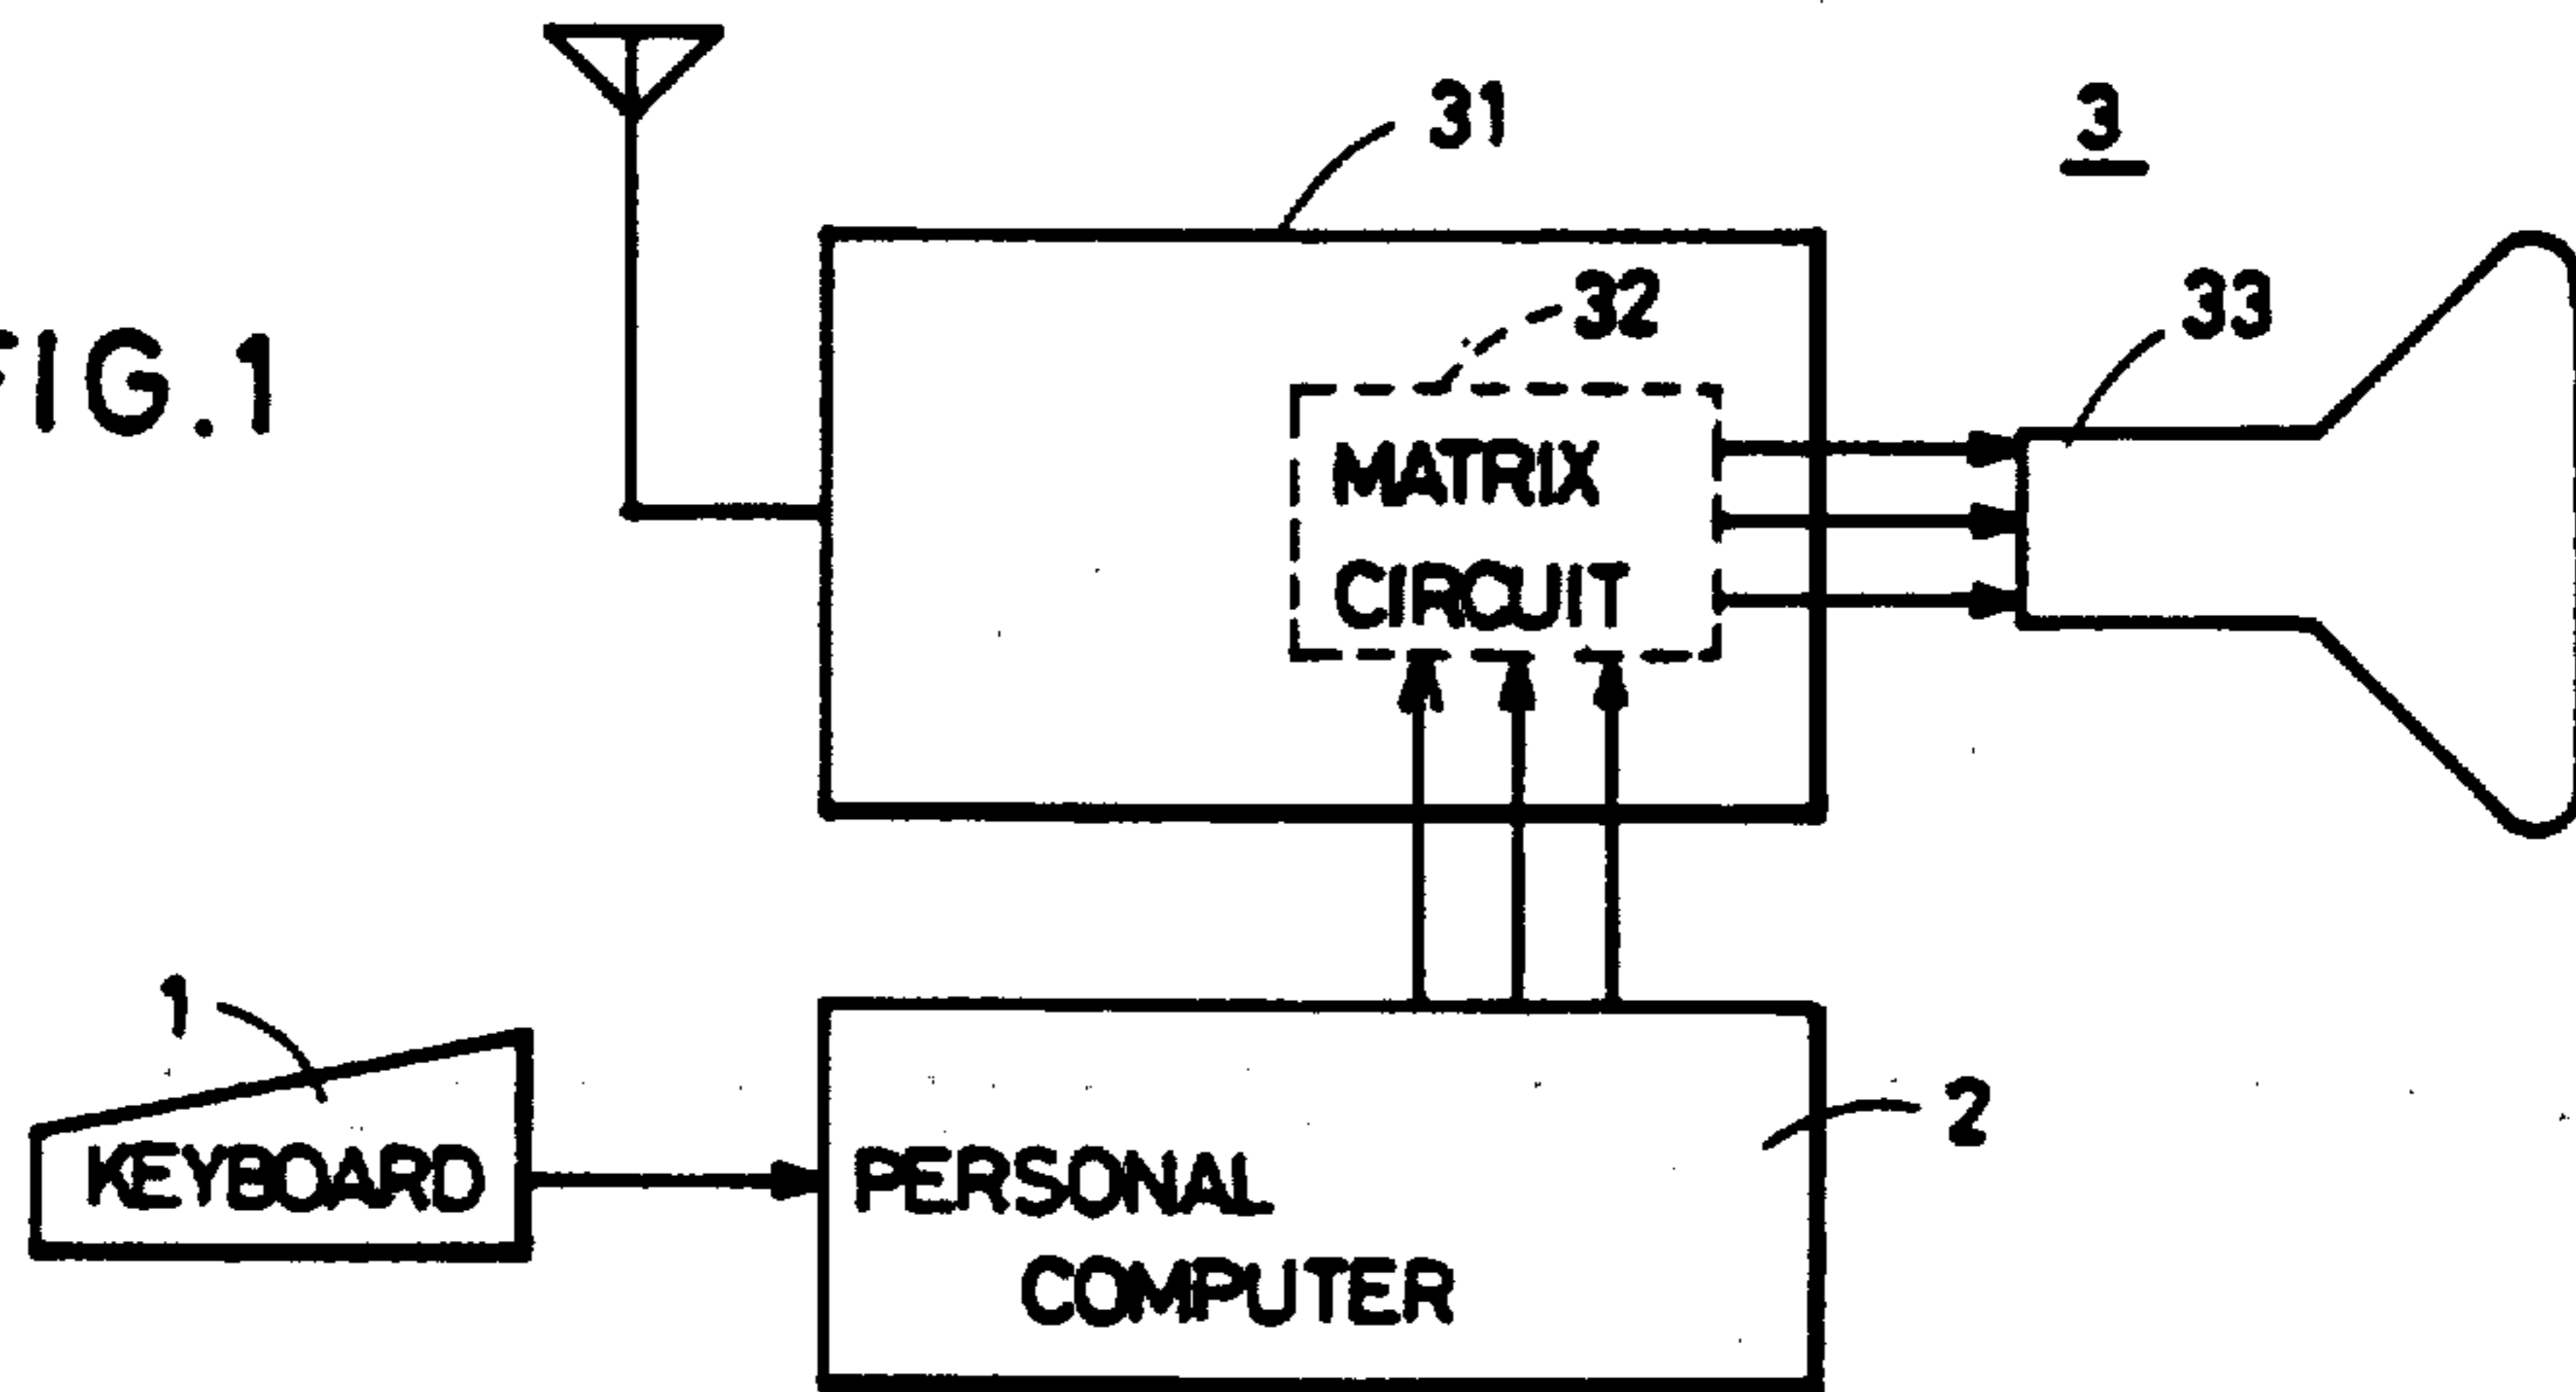 31
3
32
33
FIG.1
MATRIX
CIRCUIT
1
2
KEYBOARD
PERSONAL
COMPUTER